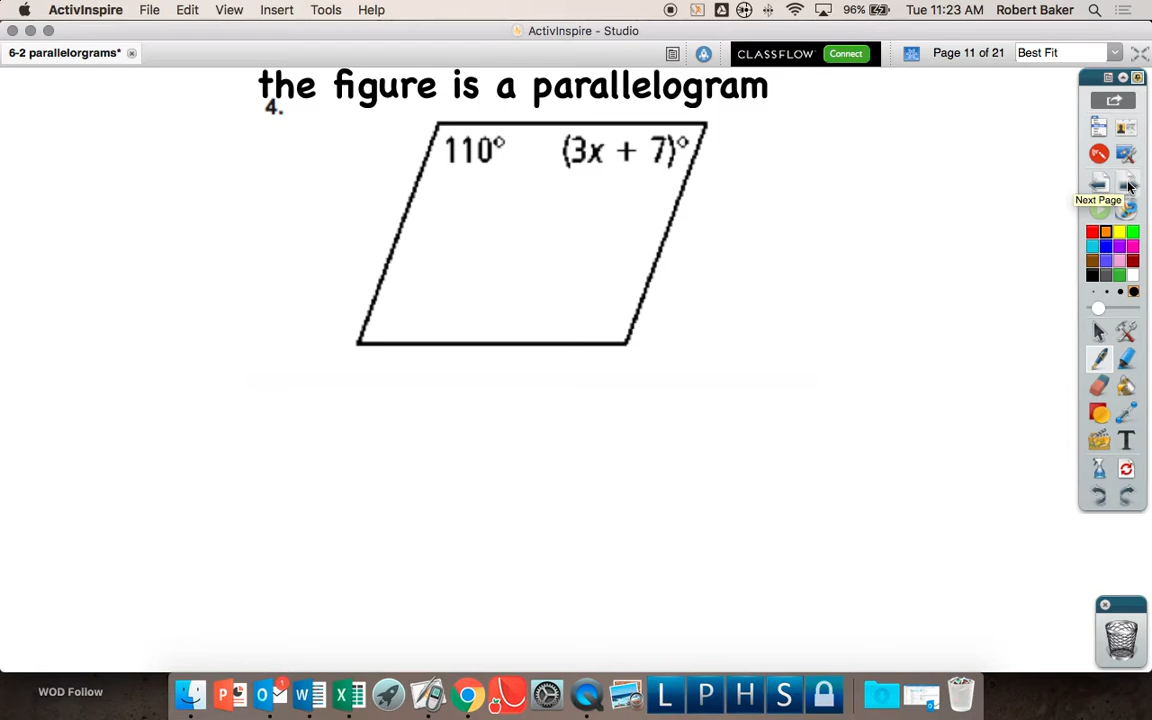 ActivInspire File Edit View Insert Tools Help 96% Tue 11:23 AM Robert Baker
ActivInspire - Studio
6-2 parallelorgrams* CLASSFLOW Connect Page 11 of 21 Best Fit
the figure is a parallelogram
4.
110° (3x + 7)°
Next Page
T
WOD Follow
1
P W X L P H S